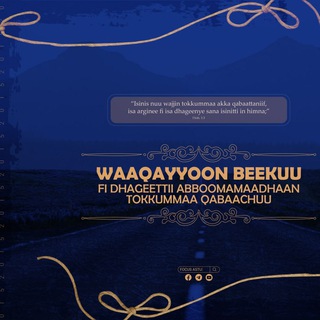 "Isinis nuu wajjin tokkummaa akka qabaattaniif,
isa arginee fi isa dhageenye sana isinitti in himna;"
WAAQAYYOON BEEKUU
FI DHAGEETTII ABBOOMAMAADHAAN
TOKKUMMAA QABAACHUU